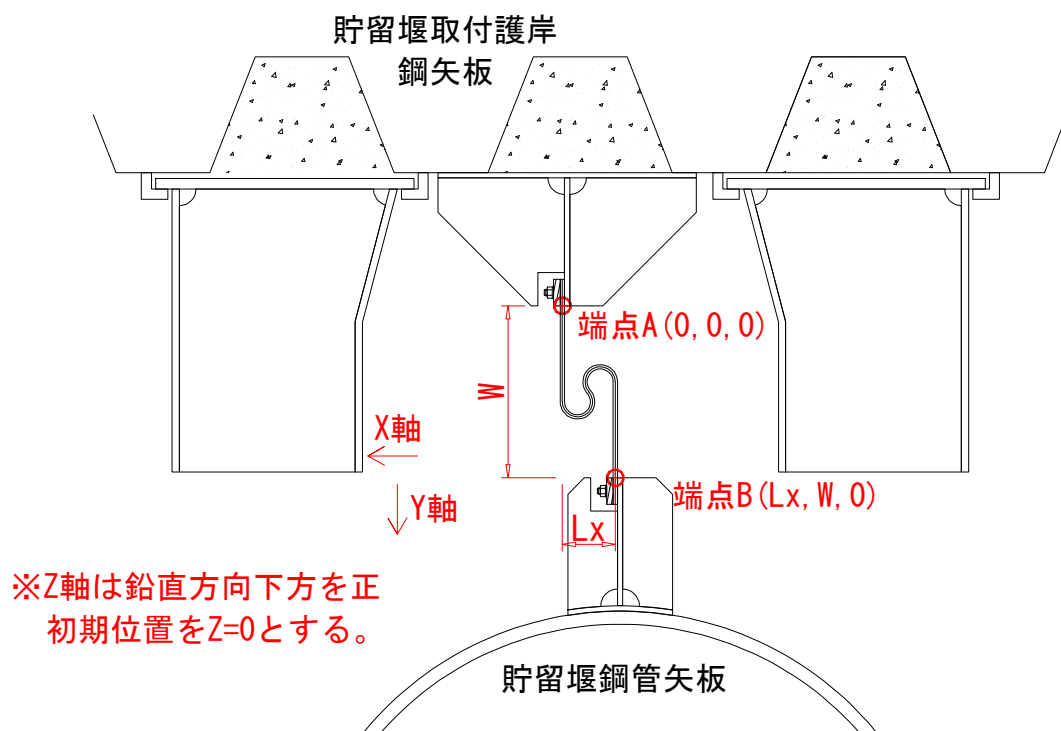 貯留堰取付護岸
鋼矢板
端点A(0,0,0)
W
X軸
Y軸
端点B(Lx,W,0)
Lx
※Z軸は鉛直方向下方を正
初期位置をZ=0とする。
貯留堰鋼管矢板